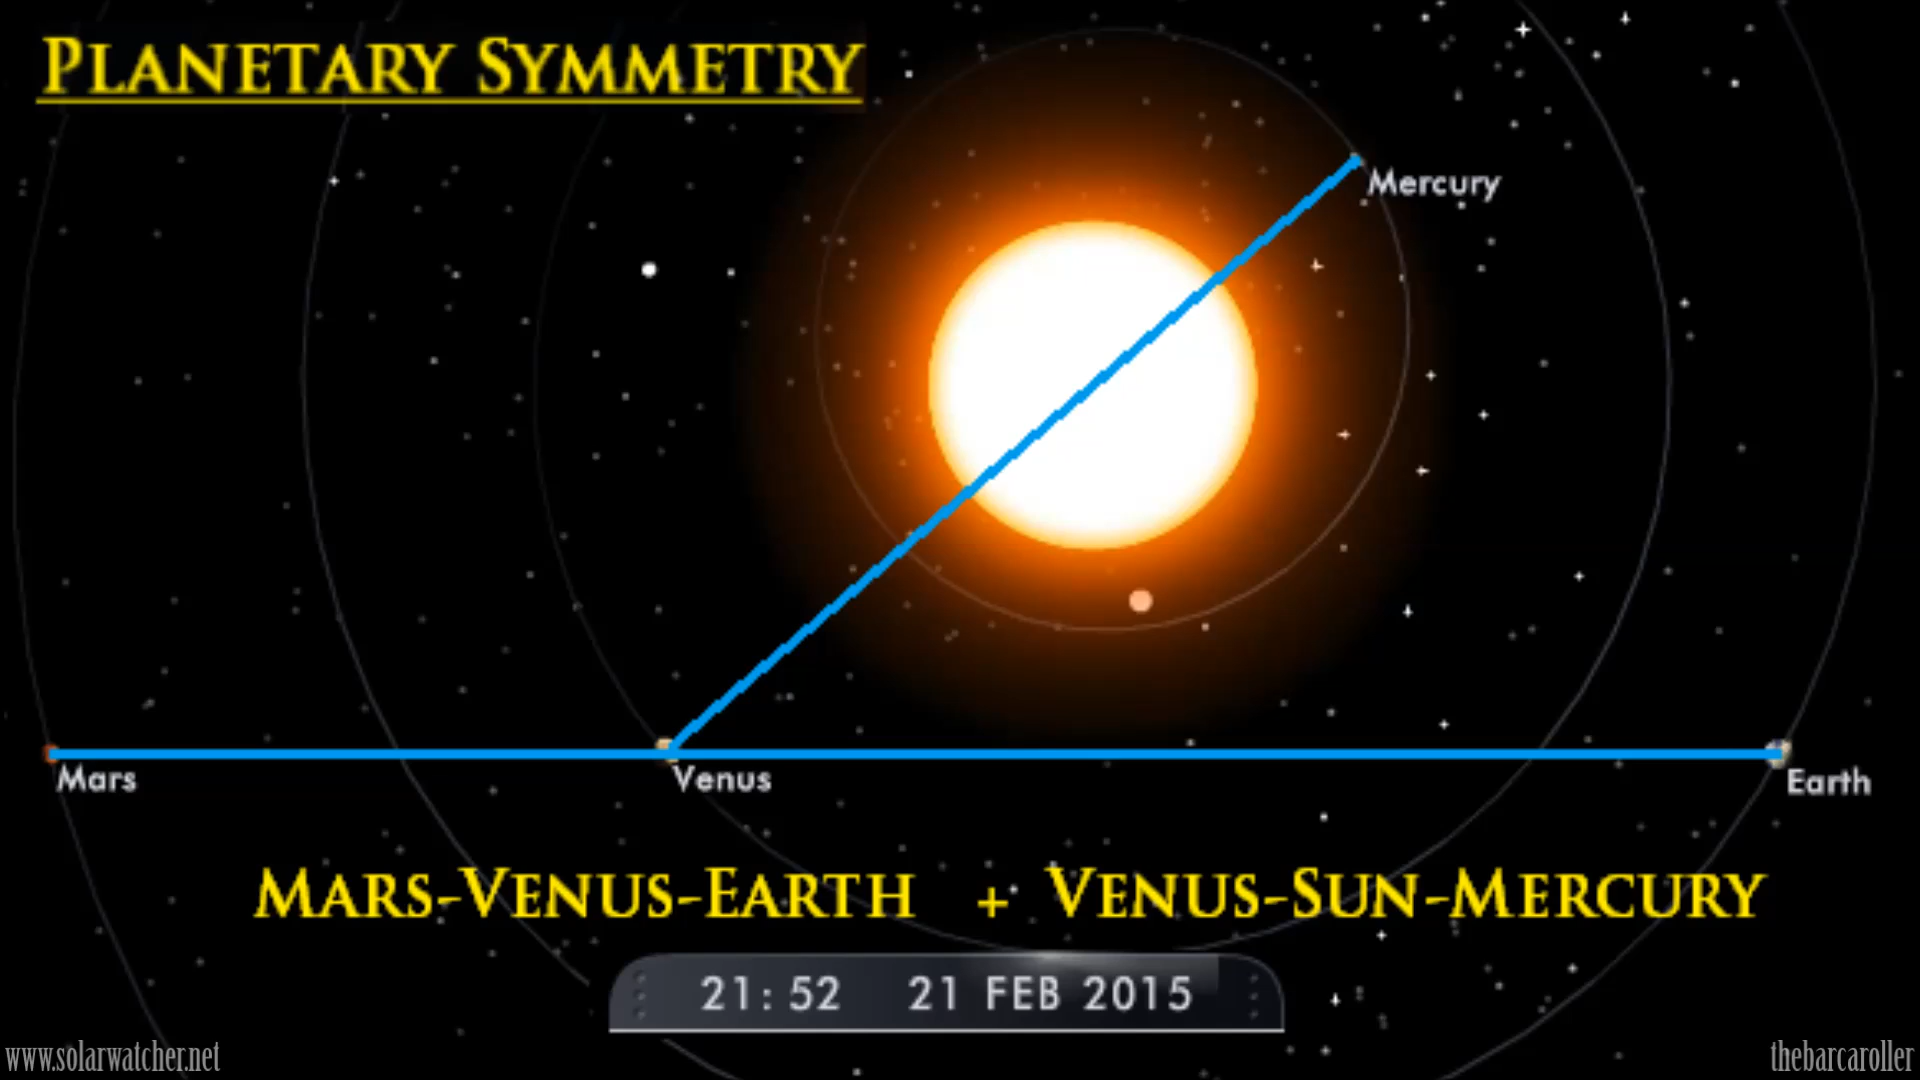 PLANETARY SYMMETRY
Mercury
Mars
Venus
Earth
MARS-VENUS-EARTH + VENUS-SUN-MERCURY
21:52 21 FEB 2015
www.solarwatcher.net
thebarcaroller